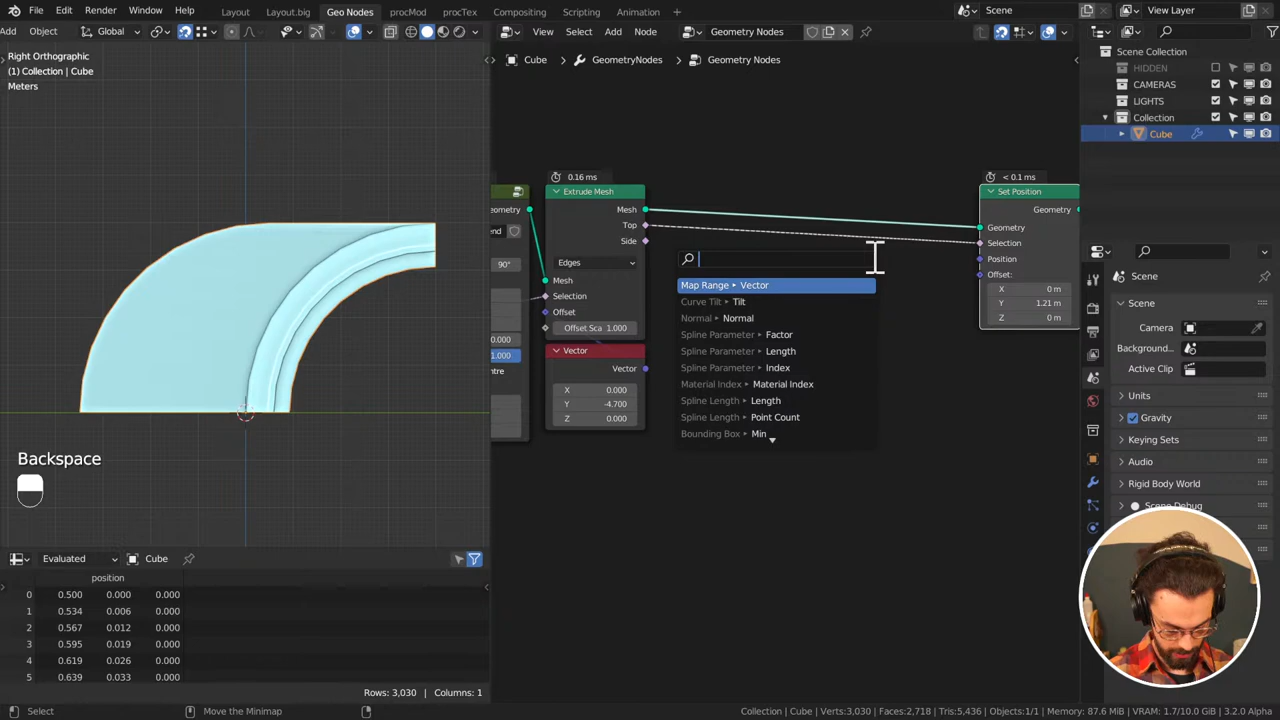 File Edit Render Window Help Layout Layout.big Geo Nodes procMod procTex Compositing Scripting Animation + Scene View Layer
Add Object Global View Select Add Node Geometry Nodes
Right Orthographic
(1) Collection | Cube
Meters
Cube > GeometryNodes > Geometry Nodes
Scene Collection
HIDDEN
CAMERAS
LIGHTS
Collection
Cube
0.16 ms
Extrude Mesh
Mesh
Top
Side
Edges
Mesh
Selection
Offset
Offset Sca 1.000
Vector
Vector
X 0.000
Y -4.700
Z 0.000
eometry
end
90°
0.000
1.000
tre
Map Range ▸ Vector
Curve Tilt ▸ Tilt
Normal ▸ Normal
Spline Parameter ▸ Factor
Spline Parameter ▸ Length
Spline Parameter ▸ Index
Material Index ▸ Material Index
Spline Length ▸ Length
Spline Length ▸ Point Count
Bounding Box ▸ Min
< 0.1 ms
Set Position
Geometry
Geometry
Selection
Position
Offset:
X 0 m
Y 1.21 m
Z 0 m
Scene
Scene
Camera
Background...
Active Clip
Units
Gravity
Keying Sets
Audio
Rigid Body World
Backspace
Evaluated Cube
position
0 0.500 0.000 0.000
1 0.534 0.006 0.000
2 0.567 0.012 0.000
3 0.595 0.019 0.000
4 0.619 0.026 0.000
5 0.639 0.033 0.000
Rows: 3,030 | Columns: 1
Select Move the Minimap Collection | Cube | Verts:3,030 | Faces:2,718 | Tris:5,436 | Objects:1/1 | Memory: 87.6 MiB | VRAM: 1.7/10.0 GiB | 3.2.0 Alpha